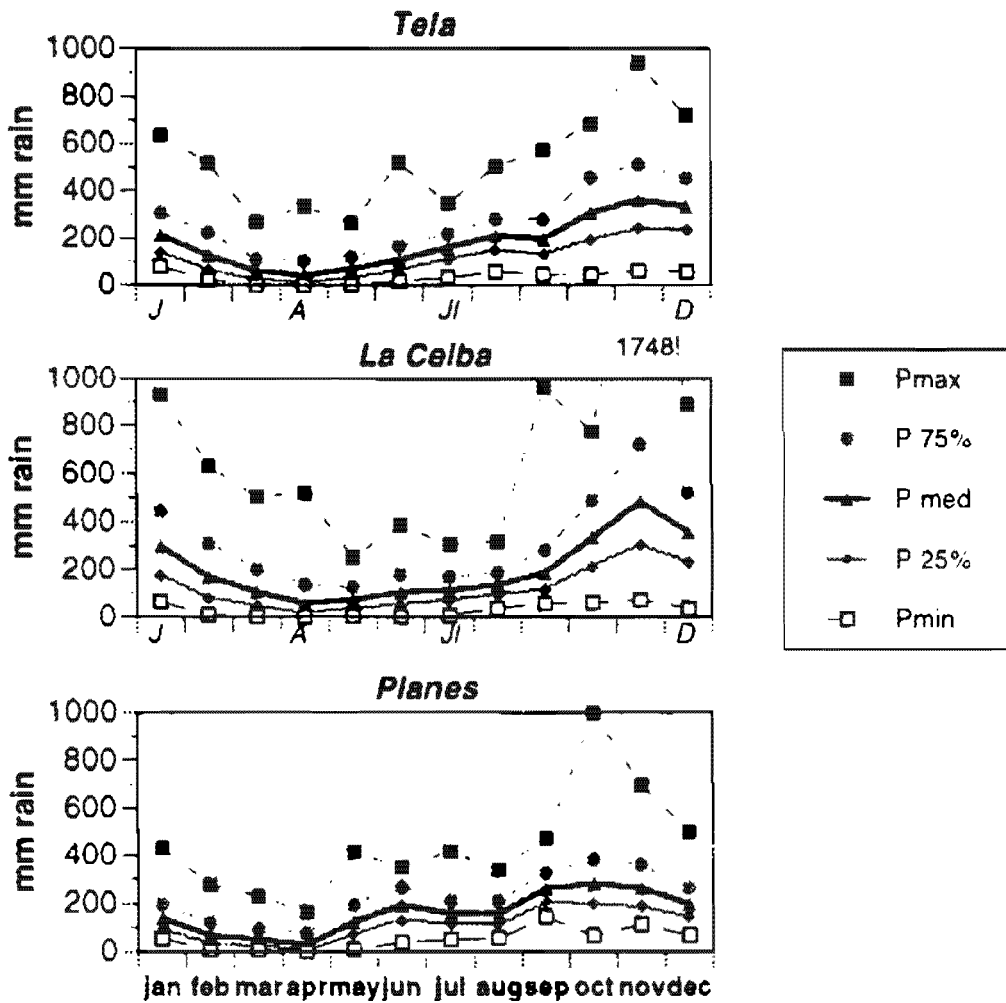 Tela
1000
800
600
400
200
0
mm rain
J A Jl D
La Ceiba
1748!
1000
800
600
400
200
0
mm rain
J A Jl D
Planes
1000
800
600
400
200
0
mm rain
jan feb mar apr may jun jul aug sep oct nov dec
Pmax
P 75%
P med
P 25%
Pmin